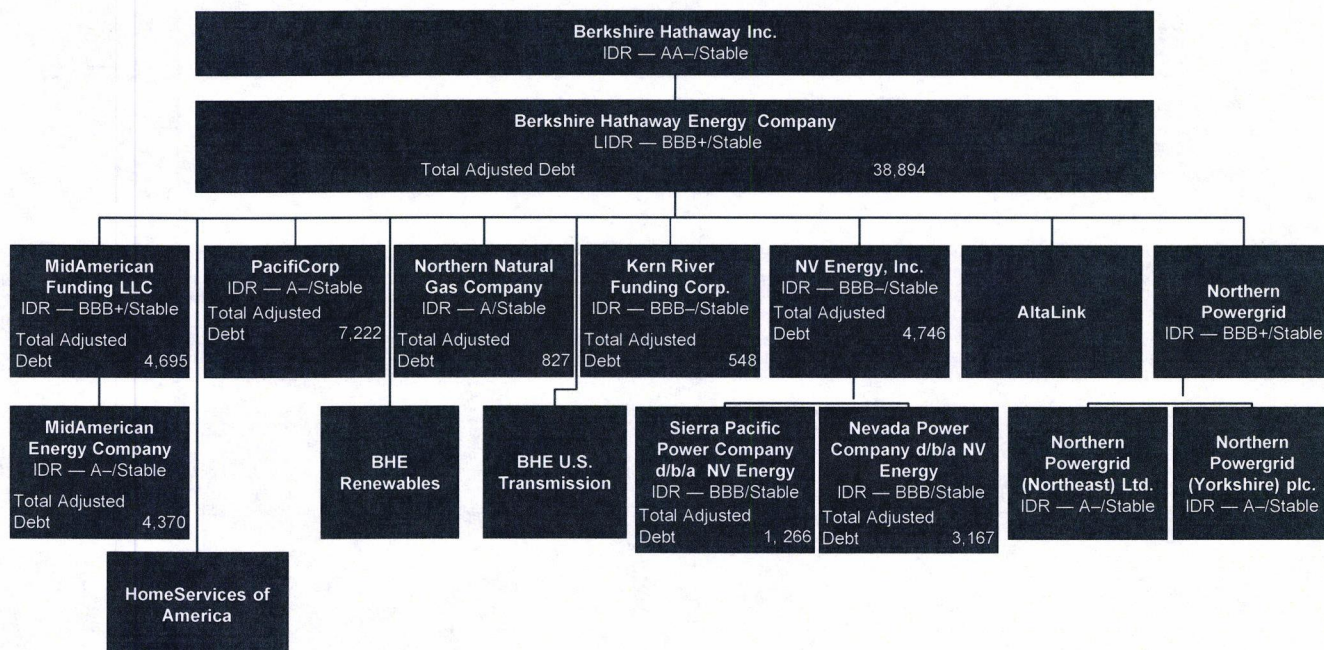 Berkshire Hathaway Inc.
IDR — AA–/Stable
Berkshire Hathaway Energy Company
LIDR — BBB+/Stable
Total Adjusted Debt 38,894
MidAmerican
Funding LLC
IDR — BBB+/Stable
Total Adjusted
Debt 4,695
PacifiCorp
IDR — A–/Stable
Total Adjusted
Debt 7,222
Northern Natural
Gas Company
IDR — A/Stable
Total Adjusted
Debt 827
Kern River
Funding Corp.
IDR — BBB–/Stable
Total Adjusted
Debt 548
NV Energy, Inc.
IDR — BBB–/Stable
Total Adjusted
Debt 4,746
AltaLink
Northern
Powergrid
IDR — BBB+/Stable
MidAmerican
Energy Company
IDR — A–/Stable
Total Adjusted
Debt 4,370
BHE
Renewables
BHE U.S.
Transmission
Sierra Pacific
Power Company
d/b/a NV Energy
IDR — BBB/Stable
Total Adjusted
Debt 1, 266
Nevada Power
Company d/b/a NV
Energy
IDR — BBB/Stable
Total Adjusted
Debt 3,167
Northern
Powergrid
(Northeast) Ltd.
IDR — A–/Stable
Northern
Powergrid
(Yorkshire) plc.
IDR — A–/Stable
HomeServices of
America